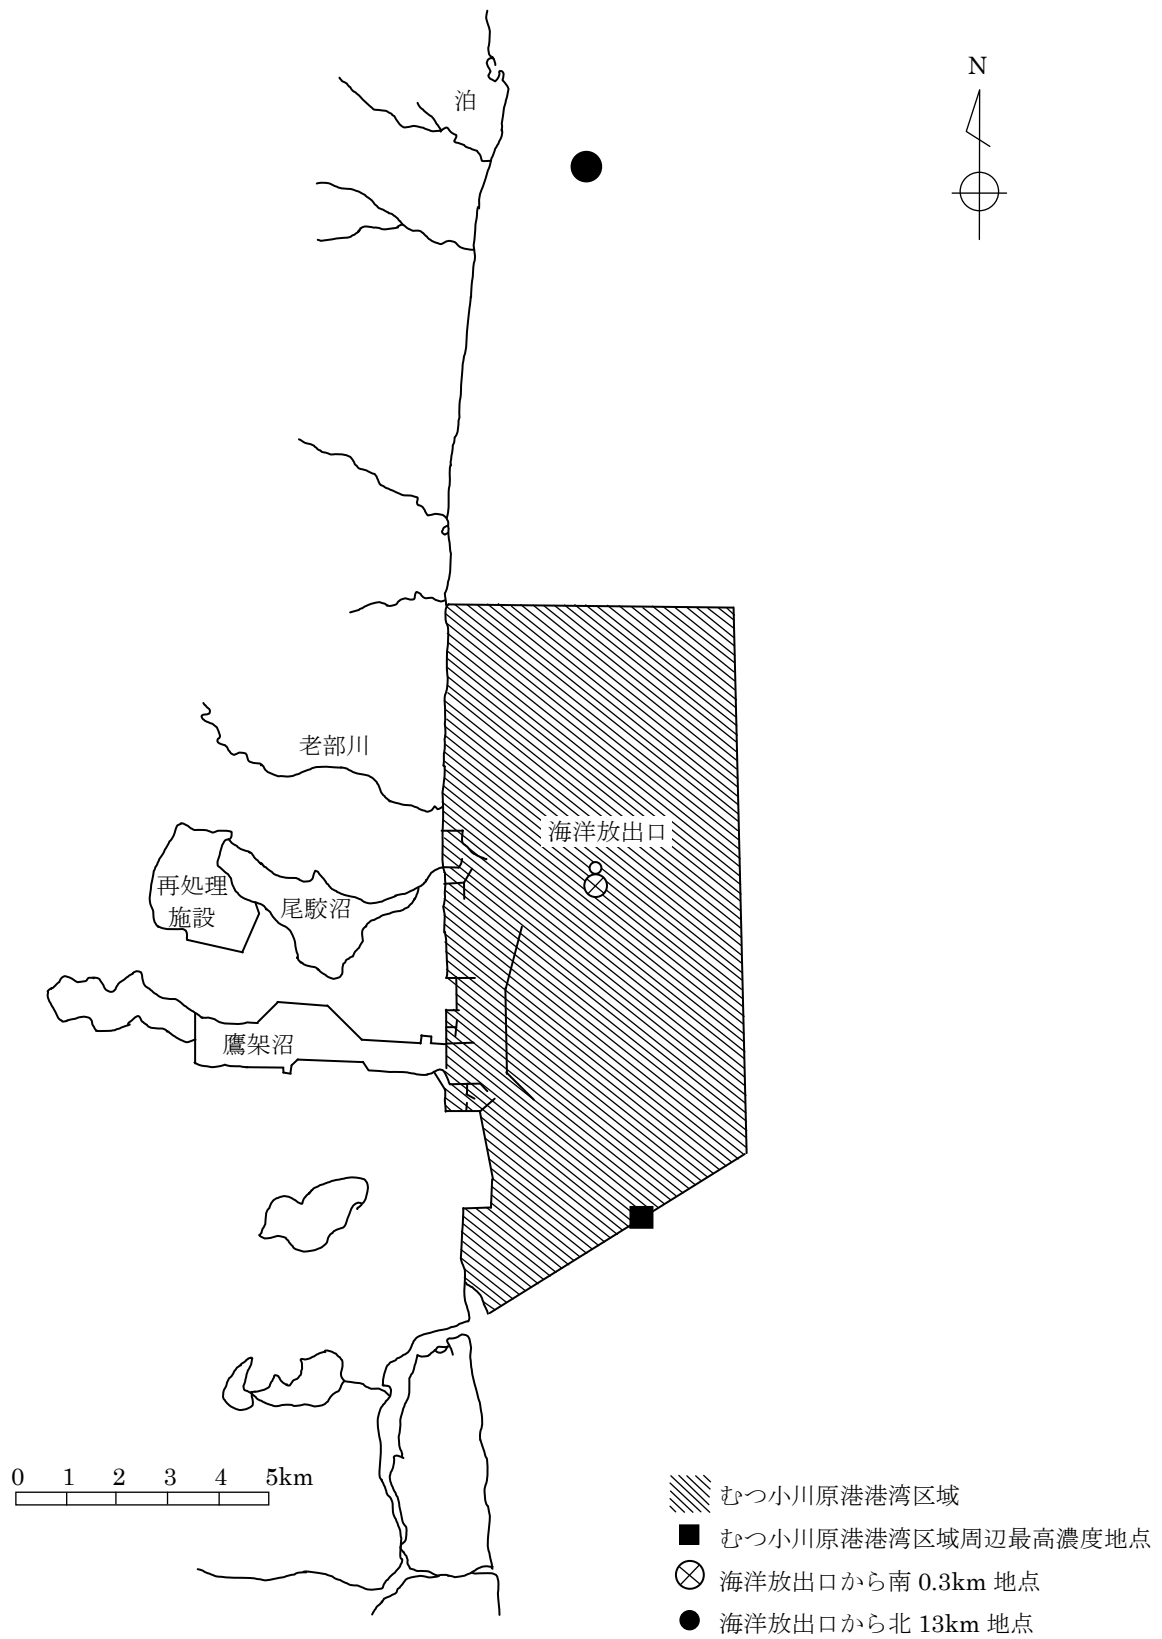 N
泊
老部川
海洋放出口
再処理
施設
尾駮沼
鷹架沼
0 1 2 3 4 5km
むつ小川原港港湾区域
むつ小川原港港湾区域周辺最高濃度地点
海洋放出口から南 0.3km 地点
海洋放出口から北 13km 地点